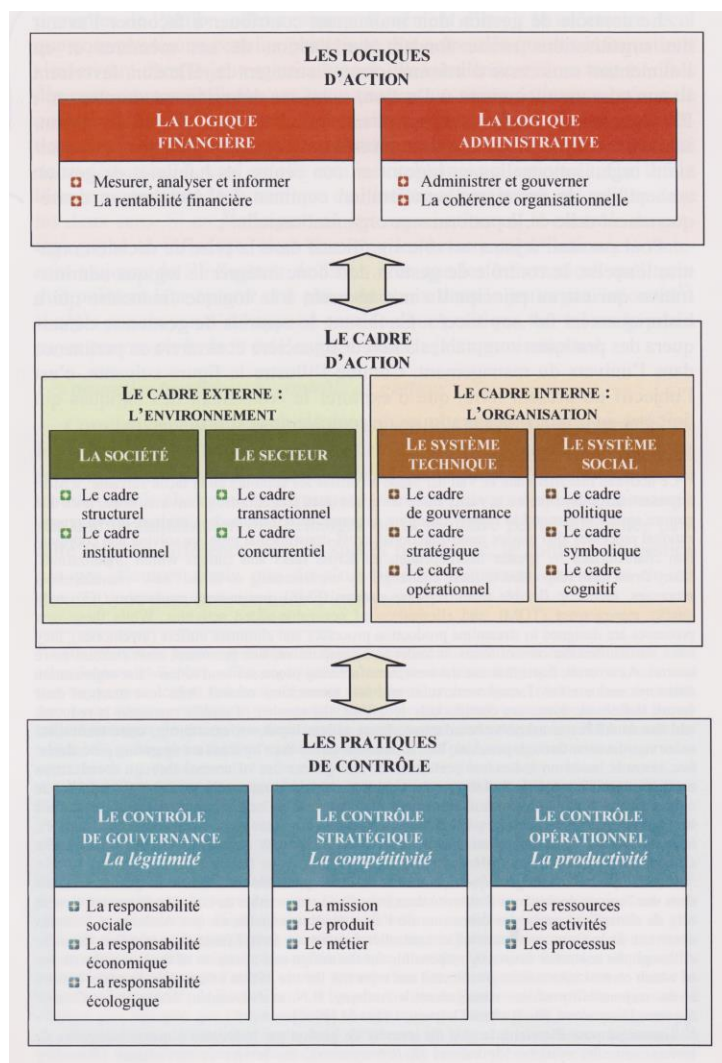 LES LOGIQUES
D'ACTION
LA LOGIQUE
FINANCIÈRE
Mesurer, analyser et informer
La rentabilité financière
LA LOGIQUE
ADMINISTRATIVE
Administrer et gouverner
La cohérence organisationnelle
LE CADRE
D'ACTION
LE CADRE EXTERNE :
L'ENVIRONNEMENT
LA SOCIÉTÉ
Le cadre
structurel
Le cadre
institutionnel
LE SECTEUR
Le cadre
transactionnel
Le cadre
concurrentiel
LE CADRE INTERNE :
L'ORGANISATION
LE SYSTÈME
TECHNIQUE
Le cadre
de gouvernance
Le cadre
stratégique
Le cadre
opérationnel
LE SYSTÈME
SOCIAL
Le cadre
politique
Le cadre
symbolique
Le cadre
cognitif
LES PRATIQUES
DE CONTRÔLE
LE CONTRÔLE
DE GOUVERNANCE
La légitimité
La responsabilité
sociale
La responsabilité
économique
La responsabilité
écologique
LE CONTRÔLE
STRATÉGIQUE
La compétitivité
La mission
Le produit
Le métier
LE CONTRÔLE
OPÉRATIONNEL
La productivité
Les ressources
Les activités
Les processus